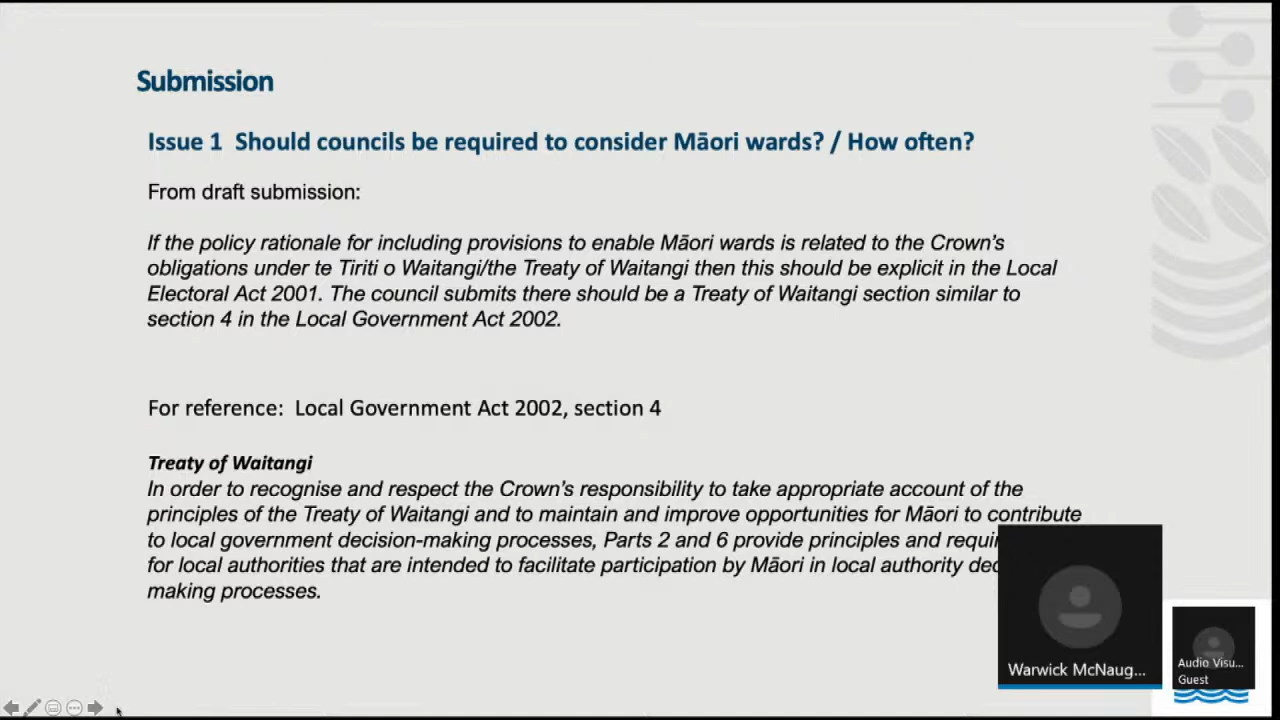 Submission
Issue 1 Should councils be required to consider Māori wards? / How often?
From draft submission:
If the policy rationale for including provisions to enable Māori wards is related to the Crown's
obligations under te Tiriti o Waitangi/the Treaty of Waitangi then this should be explicit in the Local
Electoral Act 2001. The council submits there should be a Treaty of Waitangi section similar to
section 4 in the Local Government Act 2002.
For reference: Local Government Act 2002, section 4
Treaty of Waitangi
In order to recognise and respect the Crown's responsibility to take appropriate account of the
principles of the Treaty of Waitangi and to maintain and improve opportunities for Māori to contribute
to local government decision-making processes, Parts 2 and 6 provide principles and
for local authorities that are intended to facilitate participation by Māori in local authority
making processes.
Warwick McNaug...
Audio Visu...
Guest